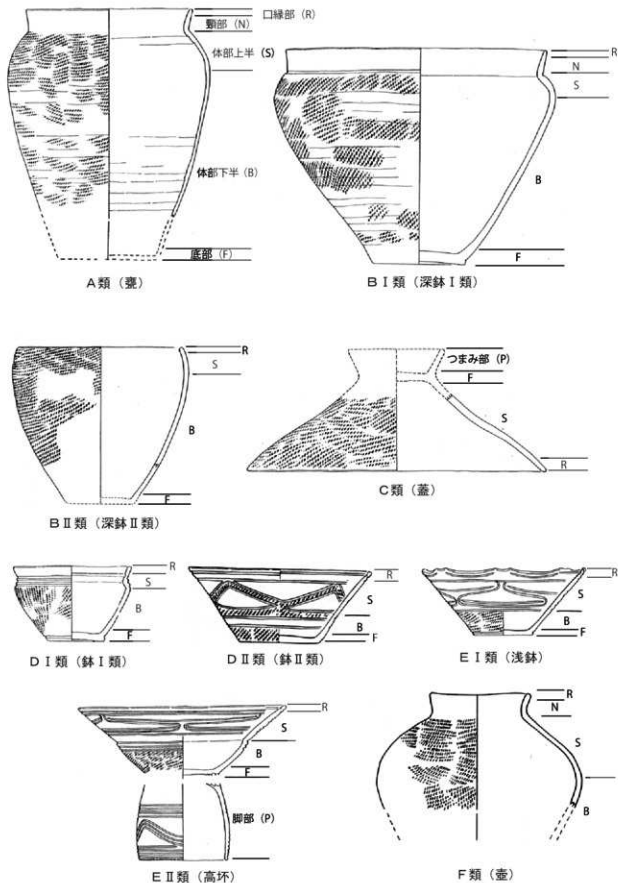 口縁部 (R)
頸部 (N)
体部上半 (S)
体部下半 (B)
底部 (F)
A類 (甕)
R
N
S
B
F
BⅠ類 (深鉢Ⅰ類)
R
S
B
F
BⅡ類 (深鉢Ⅱ類)
つまみ部 (P)
F
S
R
C類 (蓋)
R
S
B
F
DⅠ類 (鉢Ⅰ類)
R
S
B
F
DⅡ類 (鉢Ⅱ類)
R
S
B
F
EⅠ類 (浅鉢)
R
S
B
F
脚部 (P)
EⅡ類 (高坏)
R
N
S
B
F類 (壺)